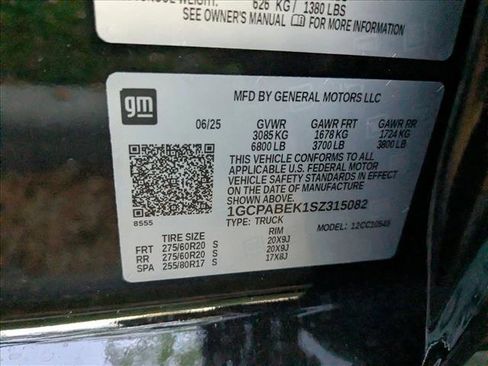 626 KG / 1380 LBS
SEE OWNER'S MANUAL FOR MORE INFORMATION
gm
MFD BY GENERAL MOTORS LLC
06/25 GVWR GAWR FRT GAWR RR
3085 KG 1678 KG 1724 KG
6800 LB 3700 LB 3800 LB
THIS VEHICLE CONFORMS TO ALL
APPLICABLE U.S. FEDERAL MOTOR
VEHICLE SAFETY STANDARDS IN EFFECT
ON THE DATE OF MANUFACTURE
SHOWN ABOVE.
1GCPABEK1SZ315082
TYPE: TRUCK MODEL: 12CC10543
8555
TIRE SIZE RIM
FRT 275/60R20 S 20X9J
RR 275/60R20 S 20X9J
SPA 255/80R17 S 17X8J